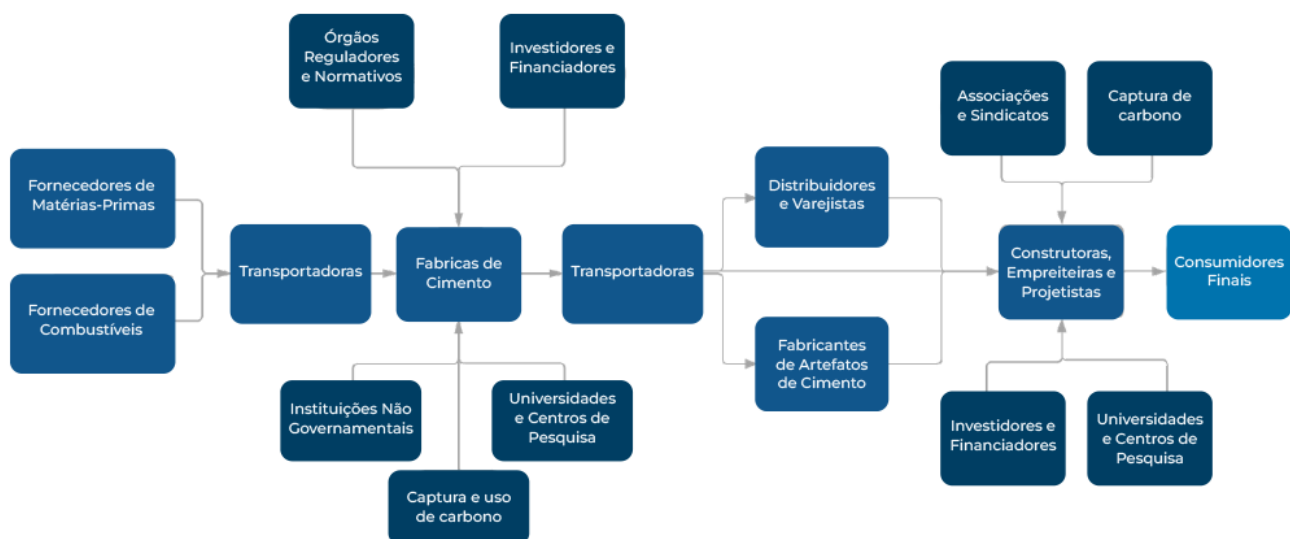 Órgãos
Reguladores
e Normativos
Investidores e
Financiadores
Associações
e Sindicatos
Captura de
carbono
Fornecedores de
Matérias-Primas
Distribuidores
e Varejistas
Transportadoras
Fabricas de
Cimento
Transportadoras
Construtoras,
Empreiteiras e
Projetistas
Consumidores
Finais
Fornecedores de
Combustíveis
Fabricantes
de Artefatos
de Cimento
Instituições Não
Governamentais
Universidades
e Centros de
Pesquisa
Investidores e
Financiadores
Universidades
e Centros de
Pesquisa
Captura e uso
de carbono